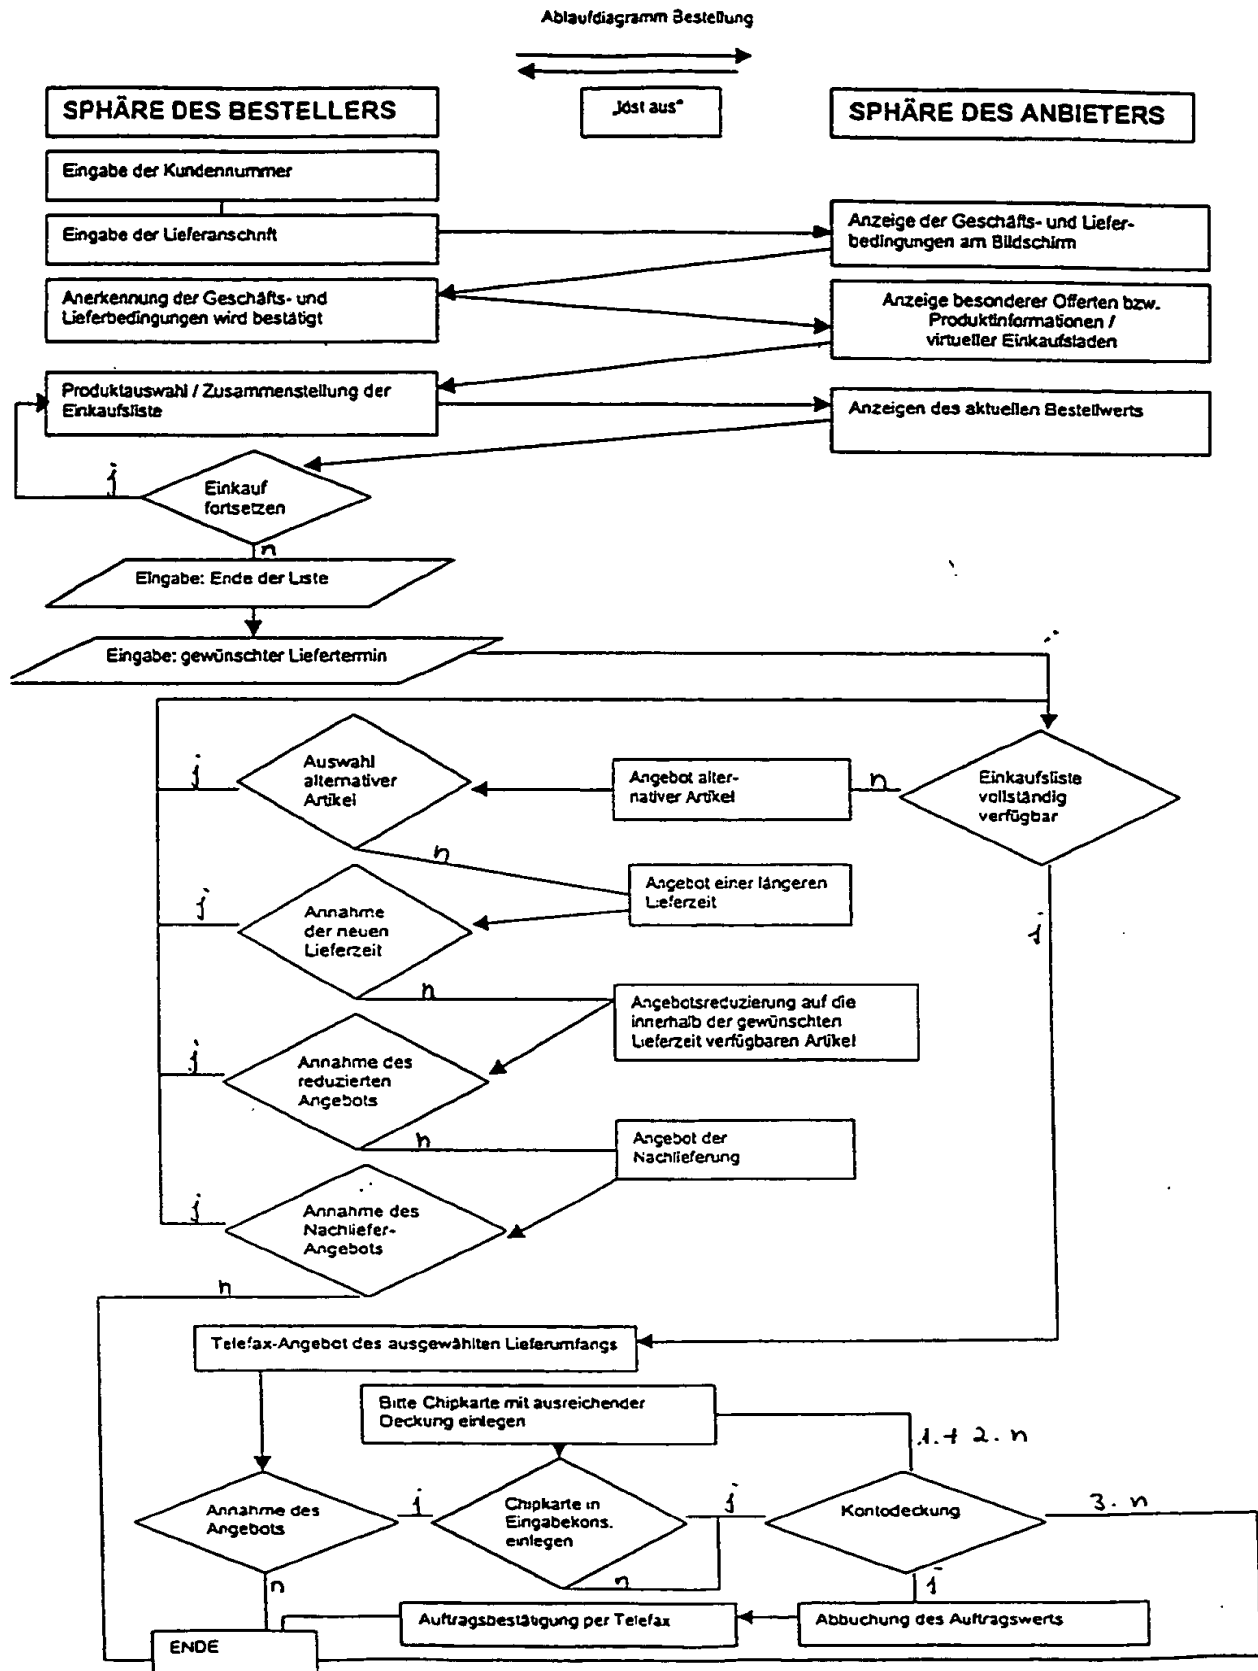 Ablaufdiagramm Bestellung
SPHÄRE DES BESTELLERS
„löst aus“
SPHÄRE DES ANBIETERS
Eingabe der Kundennummer
Eingabe der Lieferanschrift
Anzeige der Geschäfts- und Liefer-
bedingungen am Bildschirm
Anerkennung der Geschäfts- und
Lieferbedingungen wird bestätigt
Anzeige besonderer Offerten bzw.
Produktinformationen /
virtueller Einkaufsladen
Produktauswahl / Zusammenstellung der
Einkaufsliste
Anzeigen des aktuellen Bestellwerts
j
Einkauf
fortsetzen
n
Eingabe: Ende der Liste
Eingabe: gewünschter Liefertermin
j
Auswahl
alternativer
Artikel
Angebot alter-
nativer Artikel
n
Einkaufsliste
vollständig
verfügbar
n
Angebot einer längeren
Lieferzeit
j
Annahme
der neuen
Lieferzeit
j
n
Angebotsreduzierung auf die
innerhalb der gewünschten
Lieferzeit verfügbaren Artikel
j
Annahme des
reduzierten
Angebots
n
Angebot der
Nachlieferung
j
Annahme des
Nachliefer-
Angebots
n
Telefax-Angebot des ausgewählten Lieferumfangs
Bitte Chipkarte mit ausreichender
Deckung einlegen
1. + 2. n
Annahme des
Angebots
j
Chipkarte in
Eingabekons.
einlegen
j
Kontodeckung
3. n
n
n
j
Auftragsbestätigung per Telefax
Abbuchung des Auftragswerts
ENDE